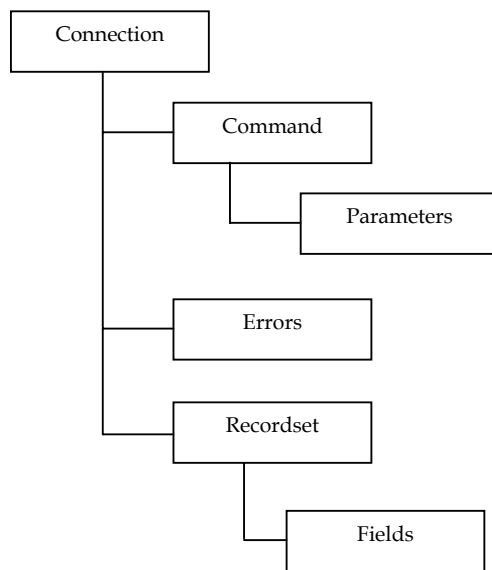 Connection
Command
Parameters
Errors
Recordset
Fields